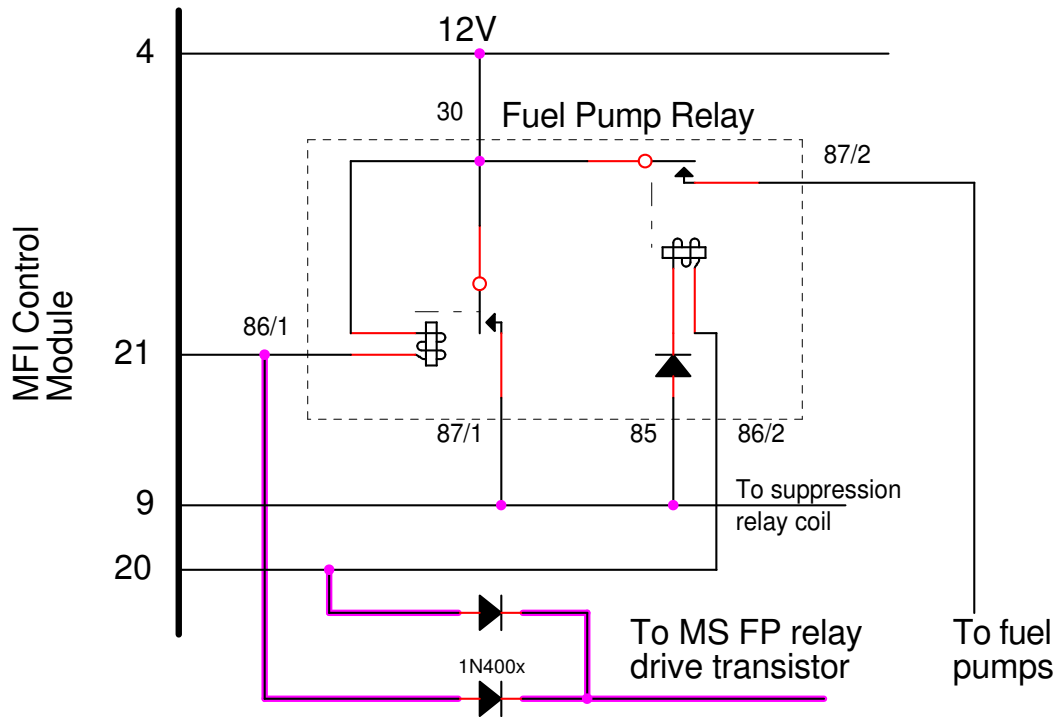 12V
4
30
Fuel Pump Relay
87/2
MFI Control
Module
86/1
21
87/1
85
86/2
9
To suppression
relay coil
20
To MS FP relay
drive transistor
To fuel
pumps
1N400x